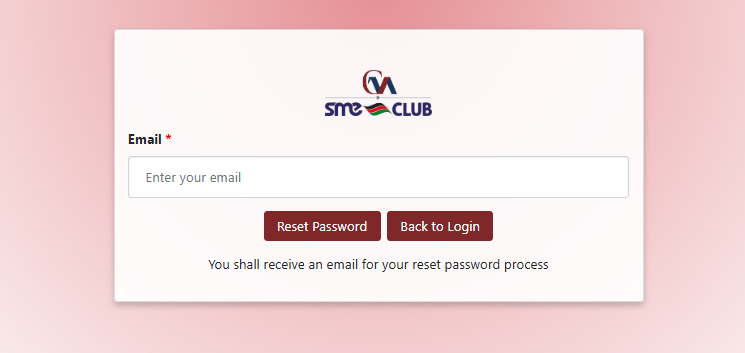 CM
sme CLUB
Email *
Enter your email
Reset Password Back to Login
You shall receive an email for your reset password process